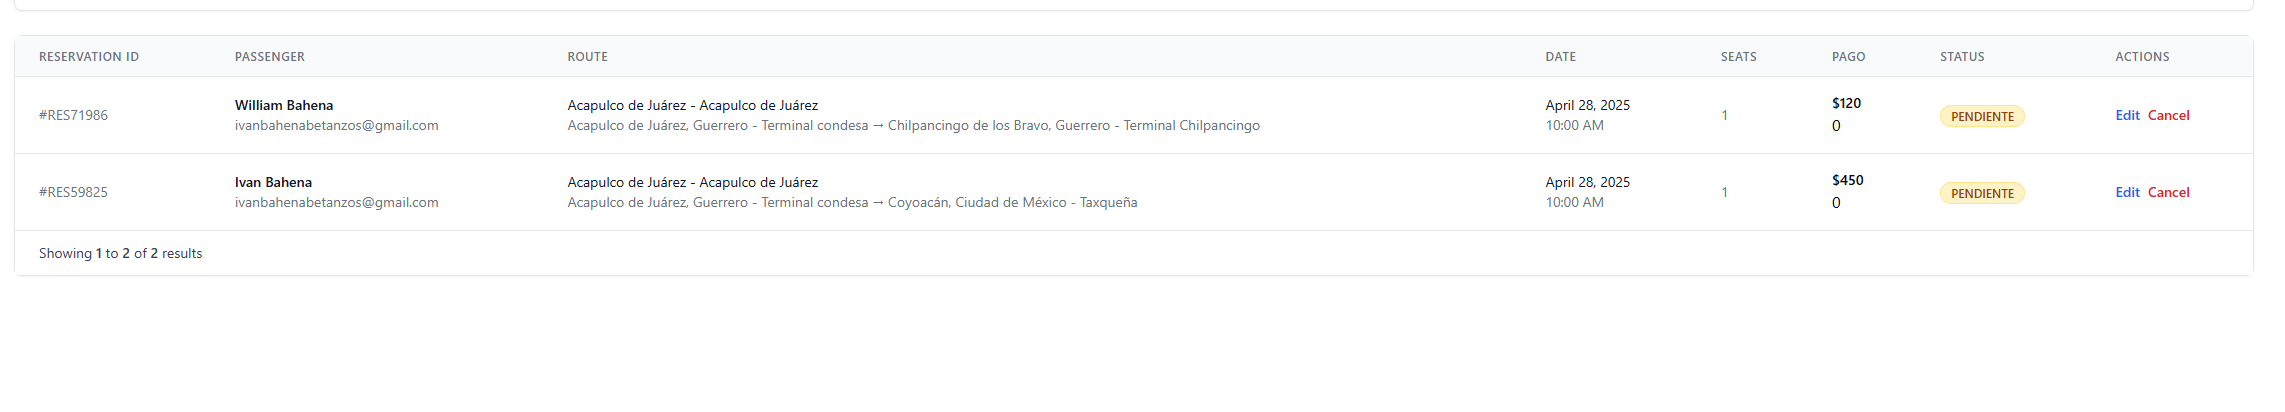 RESERVATION ID PASSENGER ROUTE DATE SEATS PAGO STATUS ACTIONS
#RES71986
William Bahena
ivanbahenabetanzos@gmail.com
Acapulco de Juárez - Acapulco de Juárez
Acapulco de Juárez, Guerrero - Terminal condesa → Chilpancingo de los Bravo, Guerrero - Terminal Chilpancingo
April 28, 2025
10:00 AM
1
$120
0
PENDIENTE
Edit Cancel
#RES59825
Ivan Bahena
ivanbahenabetanzos@gmail.com
Acapulco de Juárez - Acapulco de Juárez
Acapulco de Juárez, Guerrero - Terminal condesa → Coyoacán, Ciudad de México - Taxqueña
April 28, 2025
10:00 AM
1
$450
0
PENDIENTE
Edit Cancel
Showing 1 to 2 of 2 results